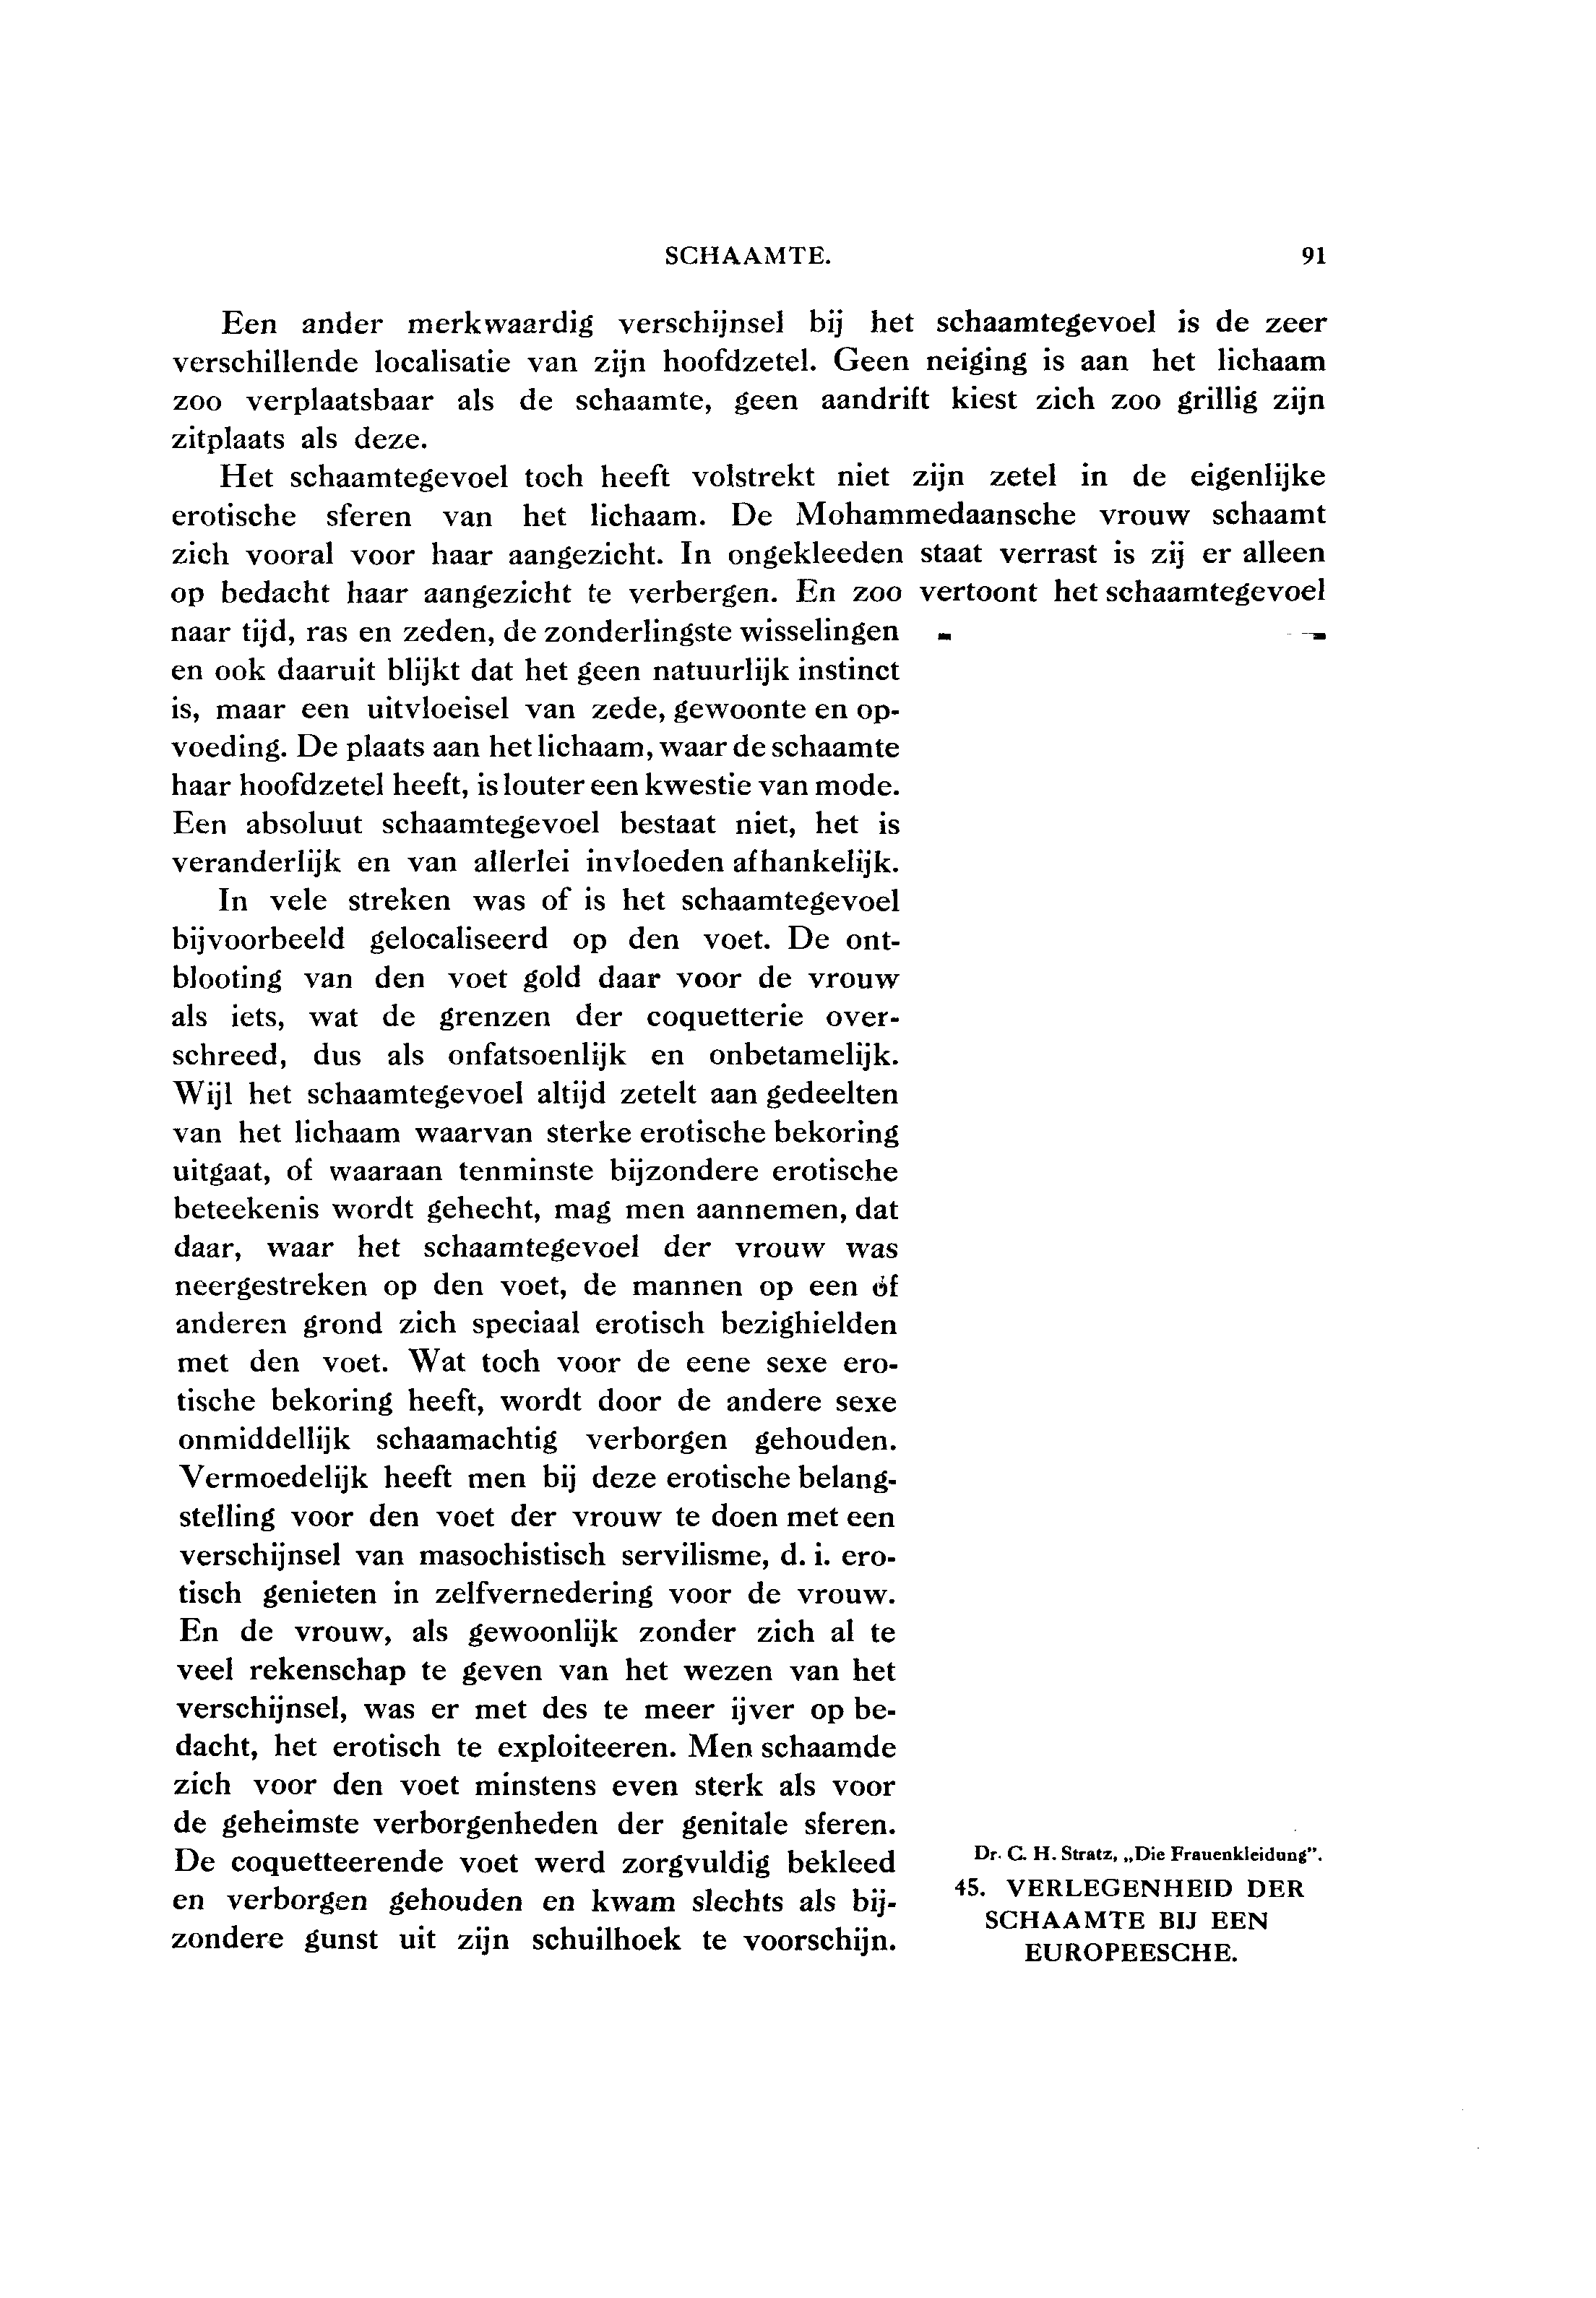 SCHAAMTE. 91
Een ander merkwaardig verschijnsel bij het schaamtegevoel is de zeer
verschillende localisatie van zijn hoofdzetel. Geen neiging is aan het lichaam
zoo verplaatsbaar als de schaamte, geen aandrift kiest zich zoo grillig zijn
zitplaats als deze.
Het schaamtegevoel toch heeft volstrekt niet zijn zetel in de eigenlijke
erotische sferen van het lichaam. De Mohammedaansche vrouw schaamt
zich vooral voor haar aangezicht. In ongekleeden staat verrast is zij er alleen
op bedacht haar aangezicht te verbergen. En zoo vertoont het schaamtegevoel
naar tijd, ras en zeden, de zonderlingste wisselingen
en ook daaruit blijkt dat het geen natuurlijk instinct
is, maar een uitvloeisel van zede, gewoonte en op-
voeding. De plaats aan het lichaam, waar de schaamte
haar hoofdzetel heeft, is louter een kwestie van mode.
Een absoluut schaamtegevoel bestaat niet, het is
veranderlijk en van allerlei invloeden afhankelijk.
In vele streken was of is het schaamtegevoel
bijvoorbeeld gelocaliseerd op den voet. De ont-
blooting van den voet gold daar voor de vrouw
als iets, wat de grenzen der coquetterie over-
schreed, dus als onfatsoenlijk en onbetamelijk.
Wijl het schaamtegevoel altijd zetelt aan gedeelten
van het lichaam waarvan sterke erotische bekoring
uitgaat, of waaraan tenminste bijzondere erotische
beteekenis wordt gehecht, mag men aannemen, dat
daar, waar het schaamtegevoel der vrouw was
neergestreken op den voet, de mannen op een óf
anderen grond zich speciaal erotisch bezighielden
met den voet. Wat toch voor de eene sexe ero-
tische bekoring heeft, wordt door de andere sexe
onmiddellijk schaamachtig verborgen gehouden.
Vermoedelijk heeft men bij deze erotische belang-
stelling voor den voet der vrouw te doen met een
verschijnsel van masochistisch servilisme, d. i. ero-
tisch genieten in zelfvernedering voor de vrouw.
En de vrouw, als gewoonlijk zonder zich al te
veel rekenschap te geven van het wezen van het
verschijnsel, was er met des te meer ijver op be-
dacht, het erotisch te exploiteeren. Men schaamde
zich voor den voet minstens even sterk als voor
de geheimste verborgenheden der genitale sferen.
De coquetteerende voet werd zorgvuldig bekleed
en verborgen gehouden en kwam slechts als bij-
zondere gunst uit zijn schuilhoek te voorschijn.
Dr. C. H. Stratz, „Die Frauenkleidung".
45. VERLEGENHEID DER
SCHAAMTE BIJ EEN
EUROPEESCHE.